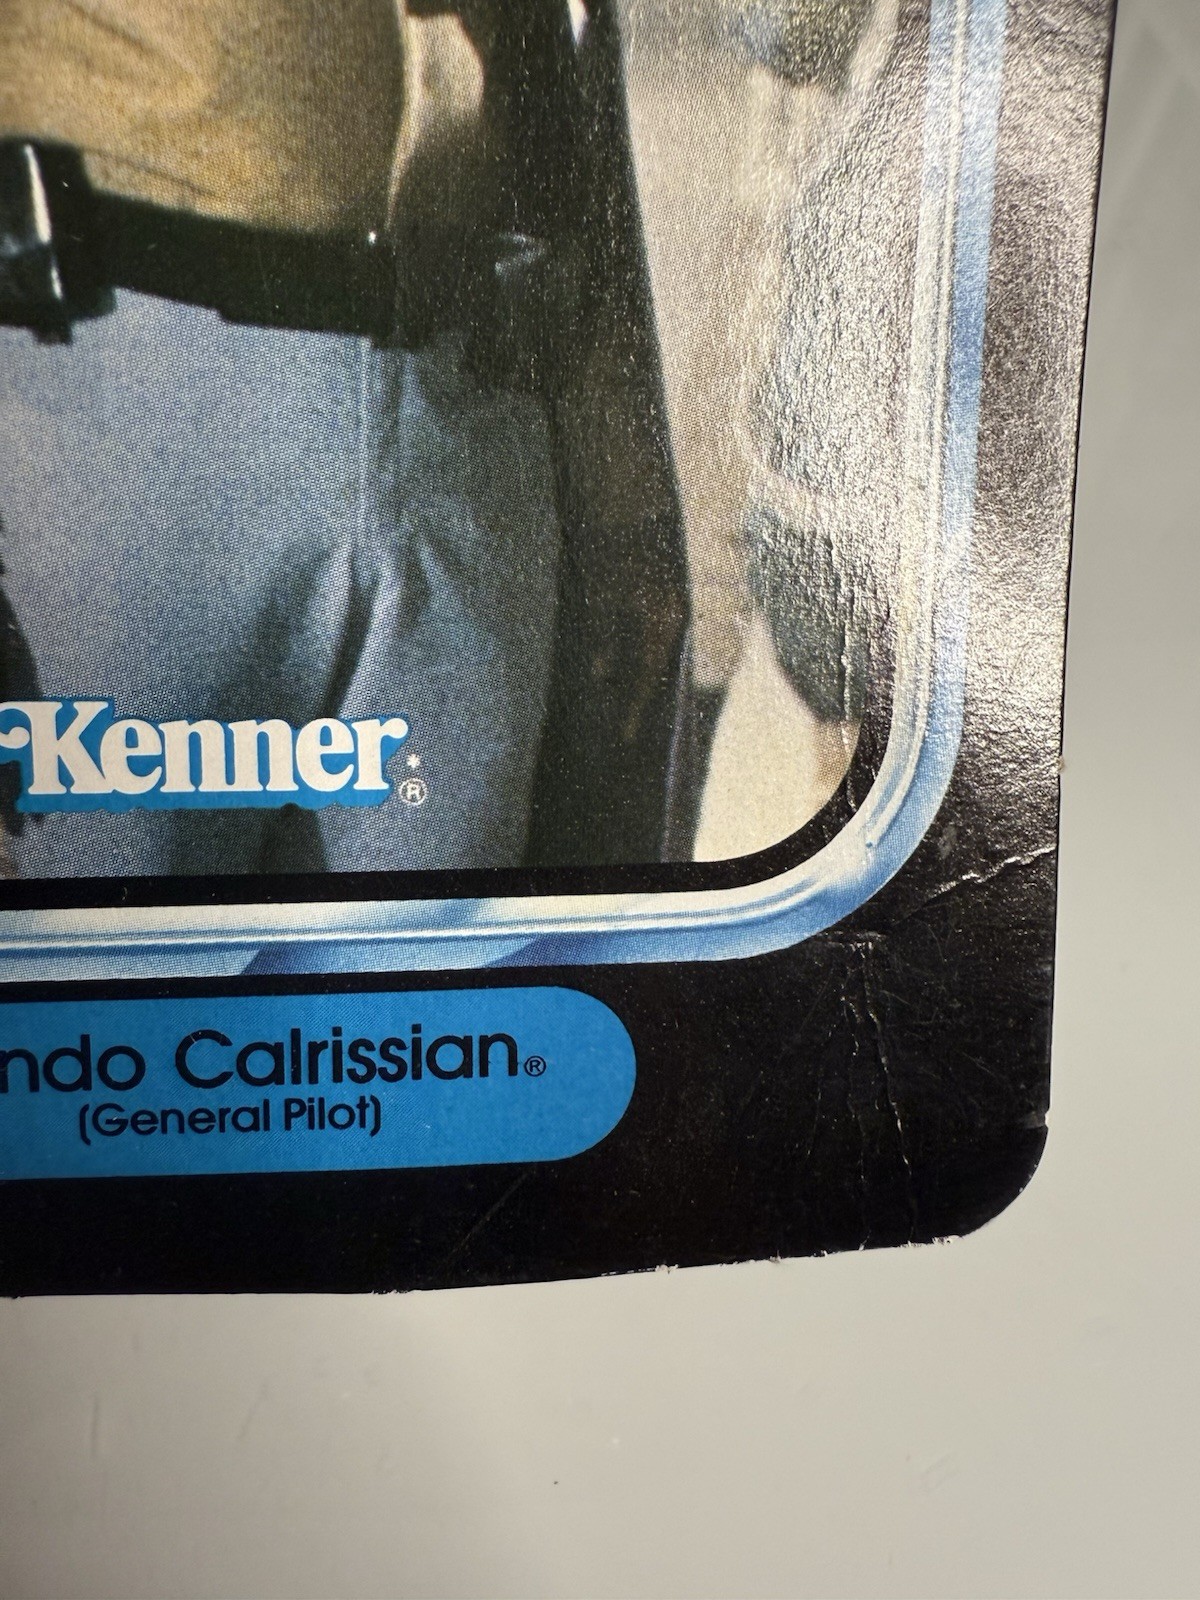 Kenner*®
ndo Calrissian®
(General Pilot)